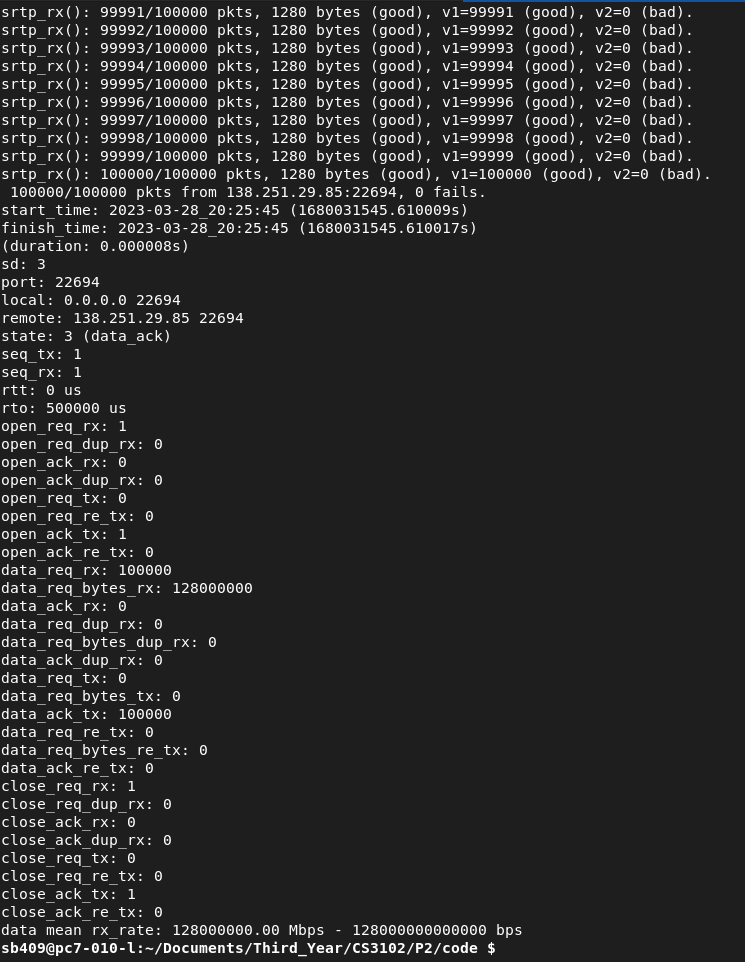 srtp_rx(): 99991/100000 pkts, 1280 bytes (good), v1=99991 (good), v2=0 (bad).
srtp_rx(): 99992/100000 pkts, 1280 bytes (good), v1=99992 (good), v2=0 (bad).
srtp_rx(): 99993/100000 pkts, 1280 bytes (good), v1=99993 (good), v2=0 (bad).
srtp_rx(): 99994/100000 pkts, 1280 bytes (good), v1=99994 (good), v2=0 (bad).
srtp_rx(): 99995/100000 pkts, 1280 bytes (good), v1=99995 (good), v2=0 (bad).
srtp_rx(): 99996/100000 pkts, 1280 bytes (good), v1=99996 (good), v2=0 (bad).
srtp_rx(): 99997/100000 pkts, 1280 bytes (good), v1=99997 (good), v2=0 (bad).
srtp_rx(): 99998/100000 pkts, 1280 bytes (good), v1=99998 (good), v2=0 (bad).
srtp_rx(): 99999/100000 pkts, 1280 bytes (good), v1=99999 (good), v2=0 (bad).
srtp_rx(): 100000/100000 pkts, 1280 bytes (good), v1=100000 (good), v2=0 (bad).
 100000/100000 pkts from 138.251.29.85:22694, 0 fails.
start_time: 2023-03-28_20:25:45 (1680031545.610009s)
finish_time: 2023-03-28_20:25:45 (1680031545.610017s)
(duration: 0.000008s)
sd: 3
port: 22694
local: 0.0.0.0 22694
remote: 138.251.29.85 22694
state: 3 (data_ack)
seq_tx: 1
seq_rx: 1
rtt: 0 us
rto: 500000 us
open_req_rx: 1
open_req_dup_rx: 0
open_ack_rx: 0
open_ack_dup_rx: 0
open_req_tx: 0
open_req_re_tx: 0
open_ack_tx: 1
open_ack_re_tx: 0
data_req_rx: 100000
data_req_bytes_rx: 128000000
data_ack_rx: 0
data_req_dup_rx: 0
data_req_bytes_dup_rx: 0
data_ack_dup_rx: 0
data_req_tx: 0
data_req_bytes_tx: 0
data_ack_tx: 100000
data_req_re_tx: 0
data_req_bytes_re_tx: 0
data_ack_re_tx: 0
close_req_rx: 1
close_req_dup_rx: 0
close_ack_rx: 0
close_ack_dup_rx: 0
close_req_tx: 0
close_req_re_tx: 0
close_ack_tx: 1
close_ack_re_tx: 0
data mean rx_rate: 128000000.00 Mbps - 128000000000000 bps
sb409@pc7-010-l:~/Documents/Third_Year/CS3102/P2/code $